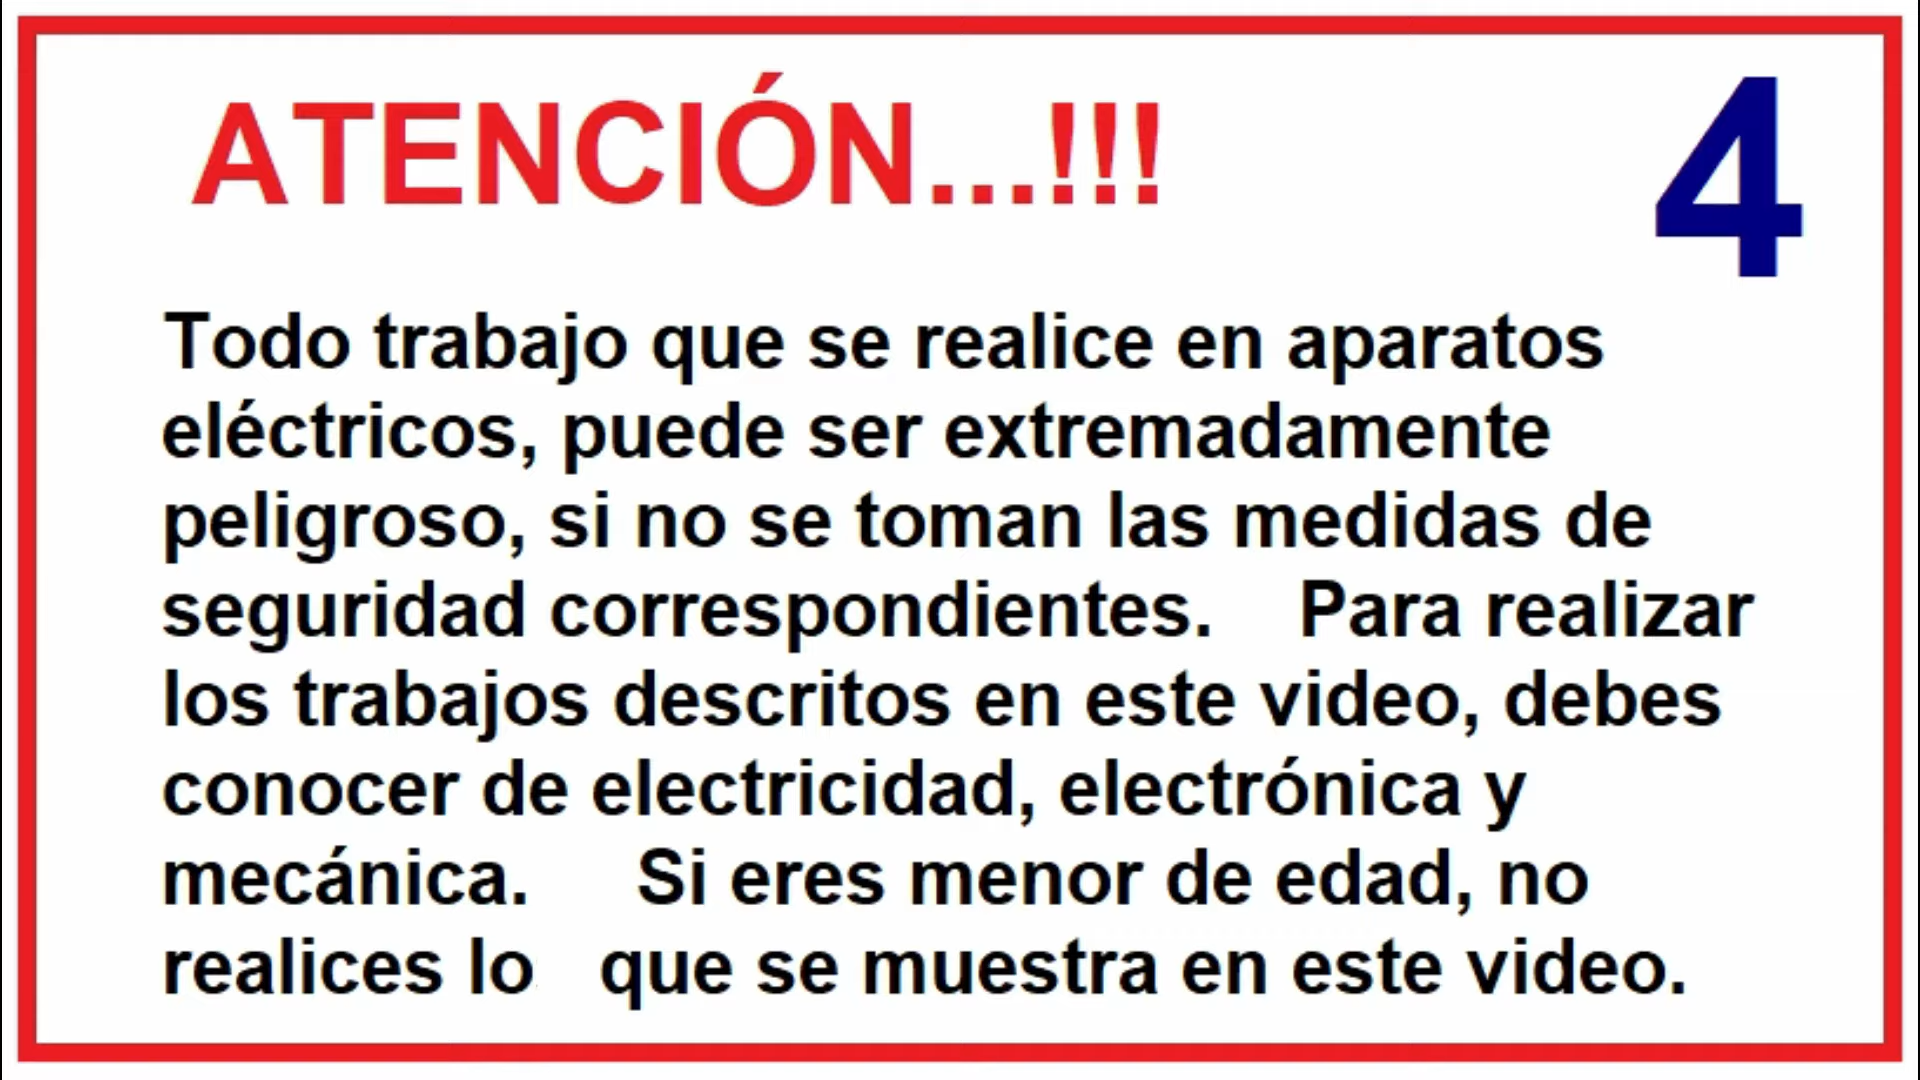 ATENCIÓN...!!!
4
Todo trabajo que se realice en aparatos
eléctricos, puede ser extremadamente
peligroso, si no se toman las medidas de
seguridad correspondientes. Para realizar
los trabajos descritos en este video, debes
conocer de electricidad, electrónica y
mecánica. Si eres menor de edad, no
realices lo que se muestra en este video.